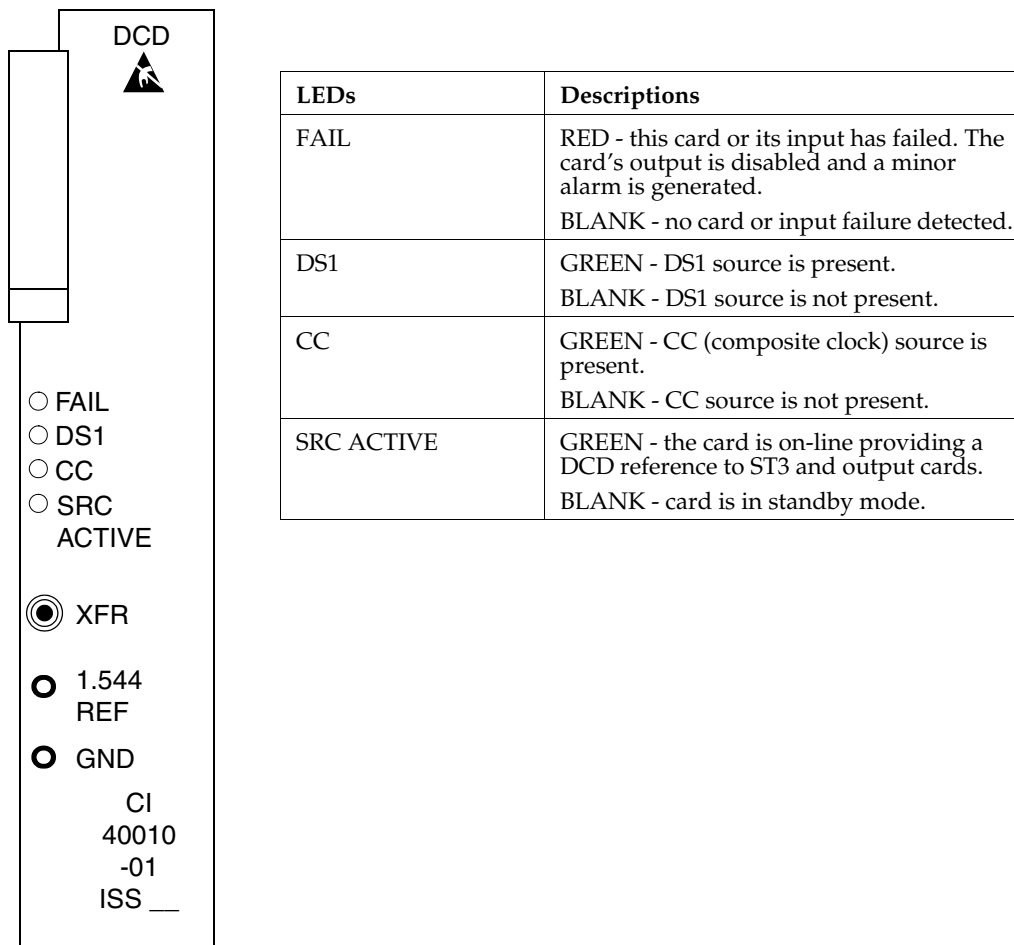 DCD
FAIL
DS1
CC
SRC
ACTIVE
XFR
1.544
REF
GND
CI
40010
-01
ISS __
LEDs Descriptions
FAIL RED - this card or its input has failed. The
card's output is disabled and a minor
alarm is generated.
BLANK - no card or input failure detected.
DS1 GREEN - DS1 source is present.
BLANK - DS1 source is not present.
CC GREEN - CC (composite clock) source is
present.
BLANK - CC source is not present.
SRC ACTIVE GREEN - the card is on-line providing a
DCD reference to ST3 and output cards.
BLANK - card is in standby mode.